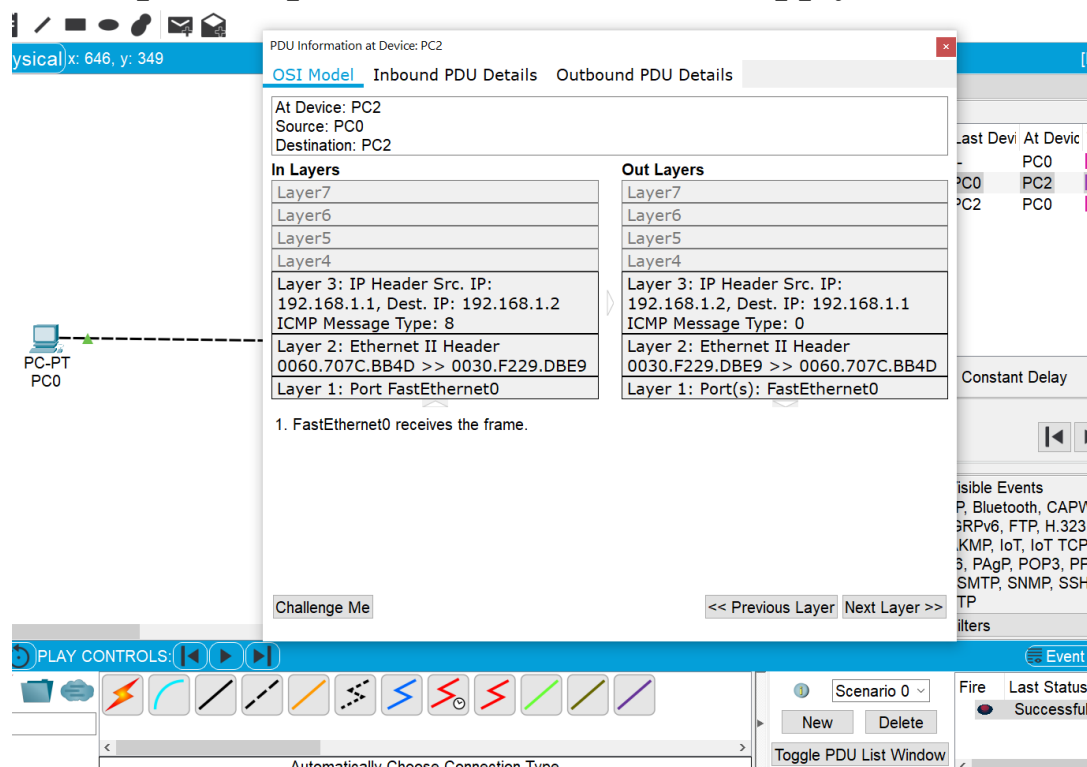 ysical x: 646, y: 349
PDU Information at Device: PC2
OSI Model Inbound PDU Details Outbound PDU Details
At Device: PC2
Source: PC0
Destination: PC2
In Layers
Layer7
Layer6
Layer5
Layer4
Layer 3: IP Header Src. IP:
192.168.1.1, Dest. IP: 192.168.1.2
ICMP Message Type: 8
Layer 2: Ethernet II Header
0060.707C.BB4D >> 0030.F229.DBE9
Layer 1: Port FastEthernet0
Out Layers
Layer7
Layer6
Layer5
Layer4
Layer 3: IP Header Src. IP:
192.168.1.2, Dest. IP: 192.168.1.1
ICMP Message Type: 0
Layer 2: Ethernet II Header
0030.F229.DBE9 >> 0060.707C.BB4D
Layer 1: Port(s): FastEthernet0
1. FastEthernet0 receives the frame.
Challenge Me
<< Previous Layer Next Layer >>
PC-PT
PC0
Last Devi At Devic
-- PC0
PC0 PC2
PC2 PC0
Constant Delay
isible Events
P, Bluetooth, CAPW
GRPv6, FTP, H.323
KMP, IoT, IoT TCP
6, PAgP, POP3, PP
SMTP, SNMP, SSH
TP
ilters
PLAY CONTROLS:
Event
Scenario 0
New Delete
Toggle PDU List Window
Fire Last Status
Successful
Automatically Choose Connection Type